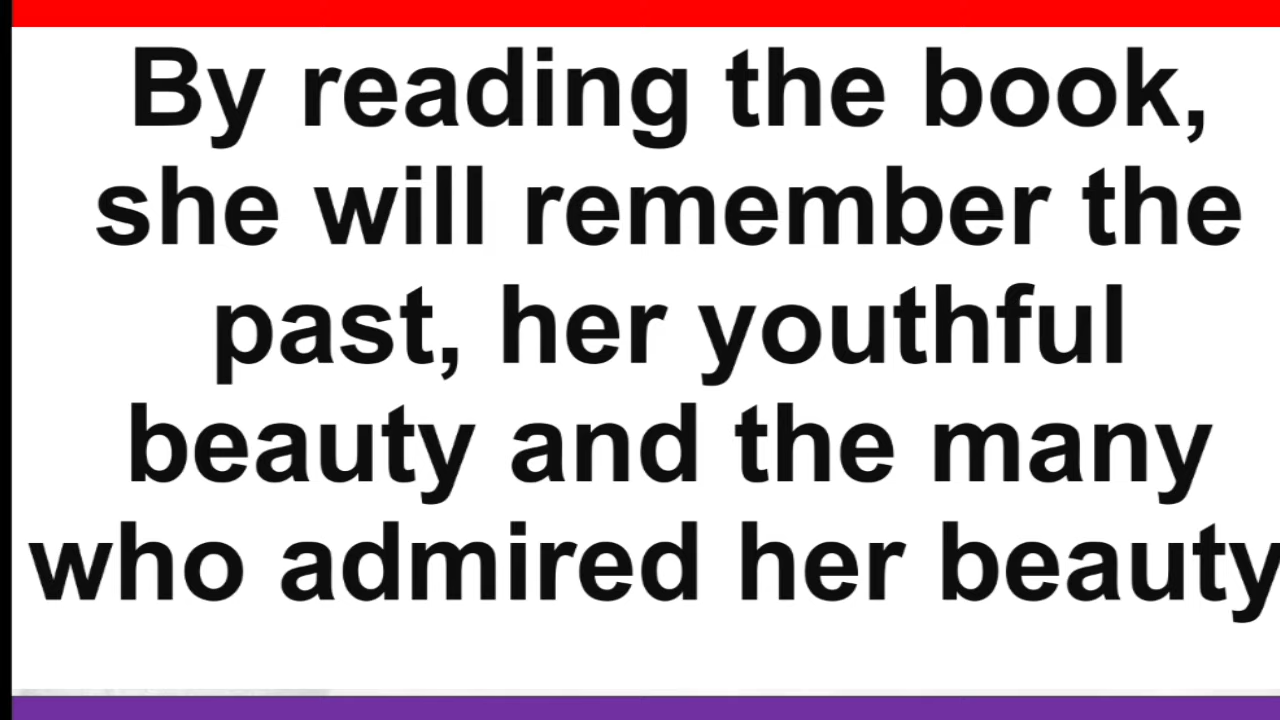 By reading the book,
she will remember the
past, her youthful
beauty and the many
who admired her beauty